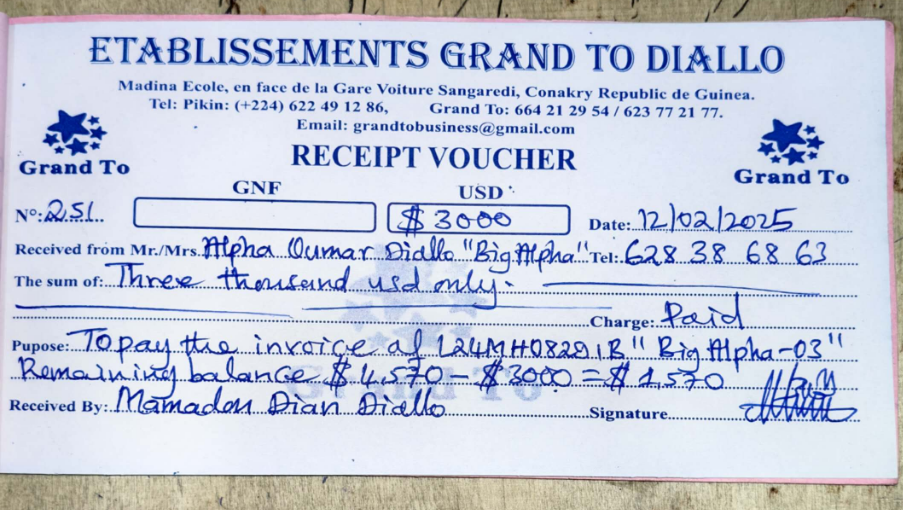 ETABLISSEMENTS GRAND TO DIALLO
Madina Ecole, en face de la Gare Voiture Sangaredi, Conakry Republic de Guinea.
Tel: Pikin: (+224) 622 49 12 86, Grand To: 664 21 29 54 / 623 77 21 77.
Email: grandtobusiness@gmail.com
Grand To
RECEIPT VOUCHER
Grand To
GNF USD
N°: 251 $ 3000 Date: 12/02/2025
Received from Mr./Mrs. Alpha Oumar Diallo "Big Alpha" Tel: 628 38 68 63
The sum of: Three thousand usd only.
Charge: Paid
Pupose: To pay the invoice of "Big Alpha-03"
Remaining balance $ 4,570 - $ 3000 = $ 1,570
Received By: Mamadou Dian Diallo Signature